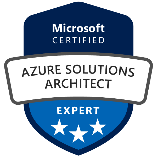 Microsoft
CERTIFIED
AZURE SOLUTIONS
ARCHITECT
EXPERT